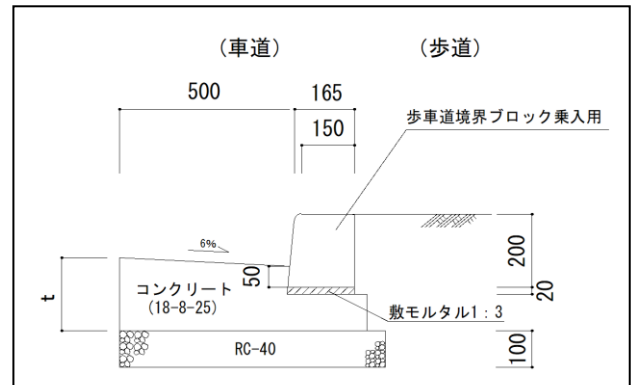 （車道）
（歩道）
500
165
150
歩車道境界ブロック乗入用
6%
50
200
20
t
コンクリート
(18-8-25)
敷モルタル1：3
RC-40
100